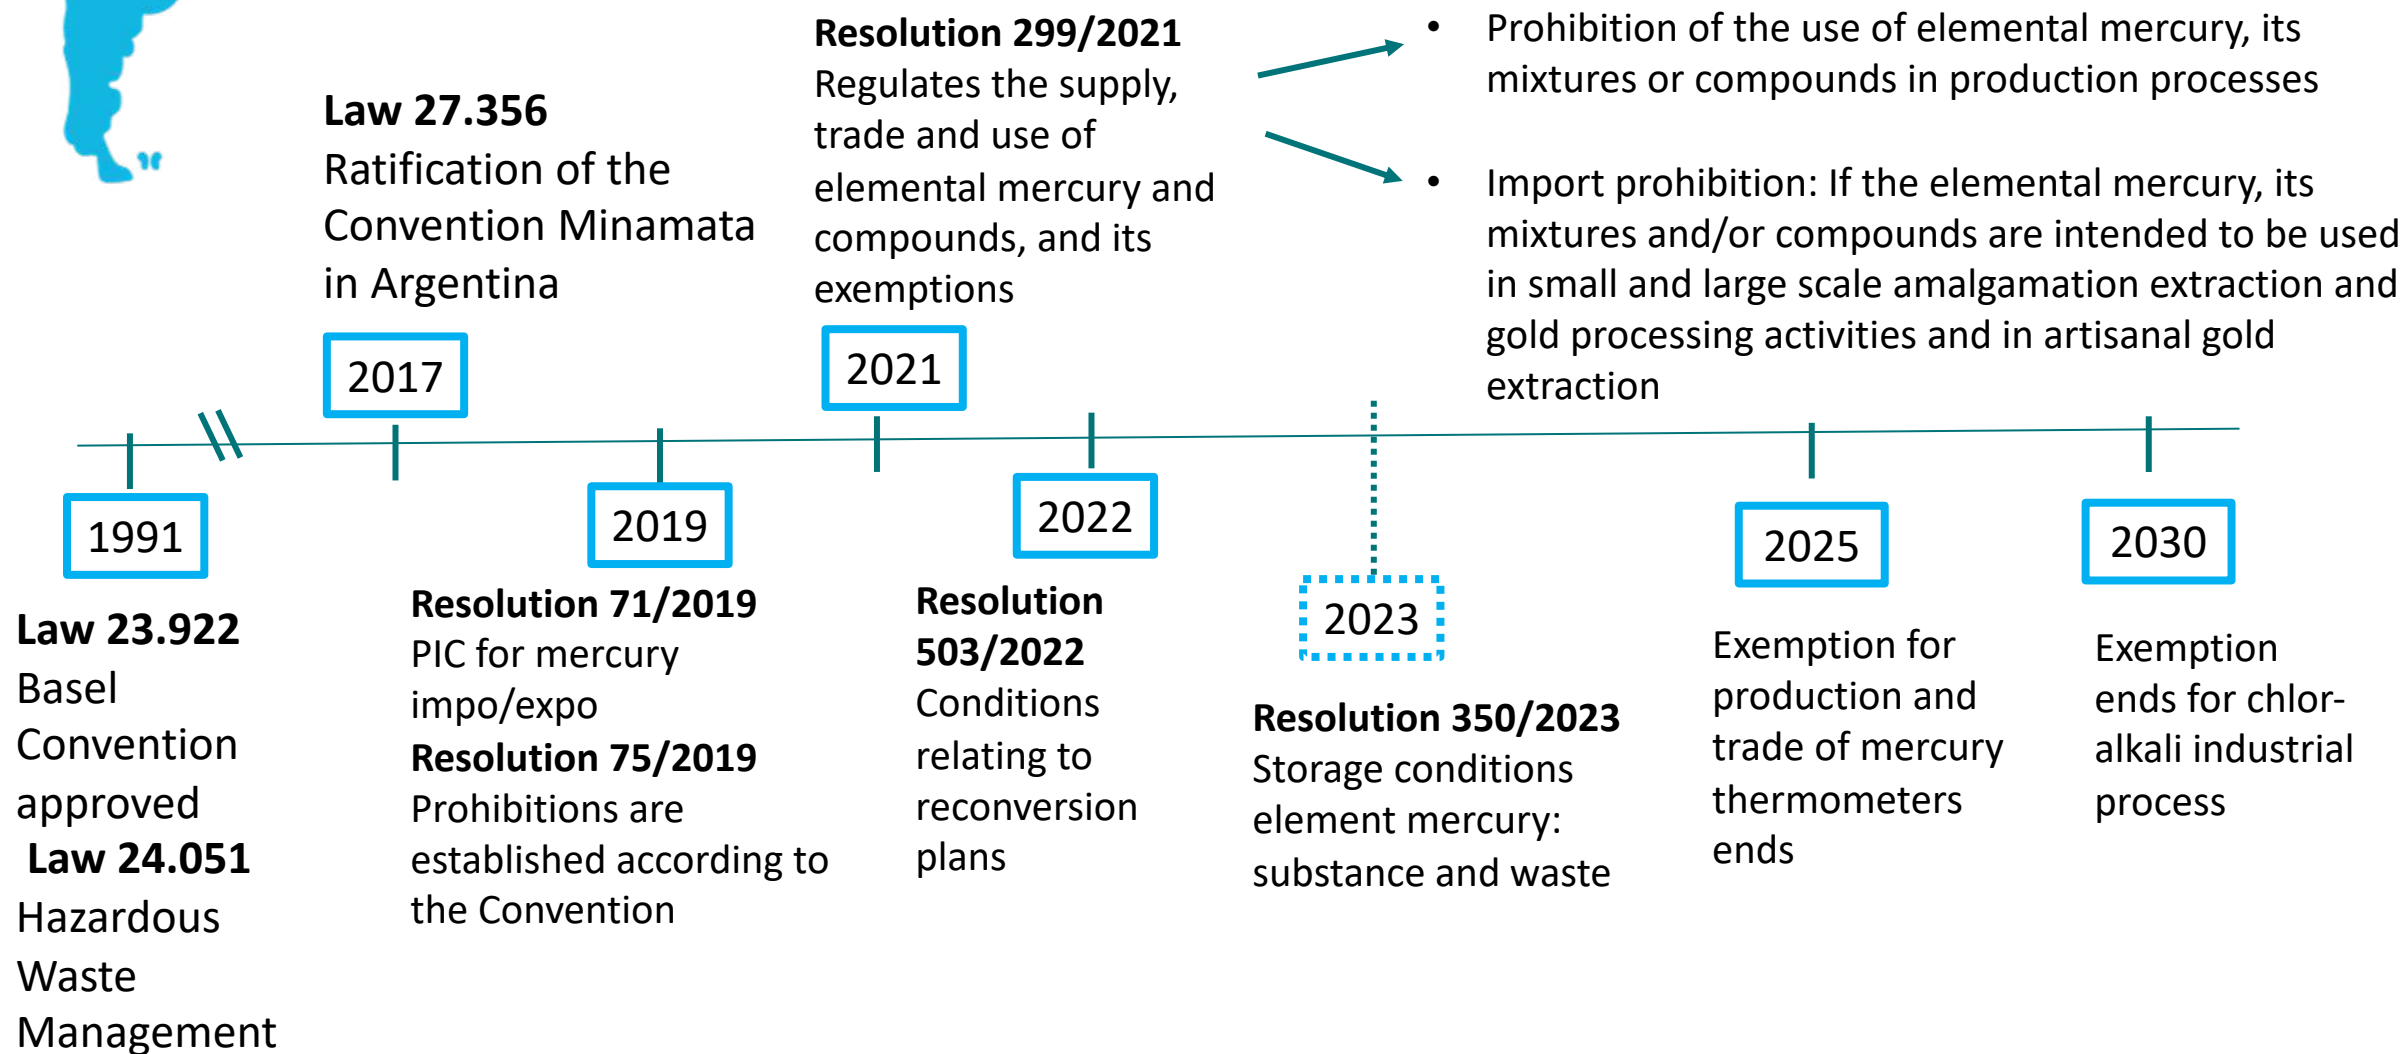 Law 27.356
Ratification of the
Convention Minamata
in Argentina
2017
Resolution 299/2021
Regulates the supply,
trade and use of
elemental mercury and
compounds, and its
exemptions
2021
• Prohibition of the use of elemental mercury, its
mixtures or compounds in production processes
• Import prohibition: If the elemental mercury, its
mixtures and/or compounds are intended to be used
in small and large scale amalgamation extraction and
gold processing activities and in artisanal gold
extraction
1991
Law 23.922
Basel
Convention
approved
Law 24.051
Hazardous
Waste
Management
2019
Resolution 71/2019
PIC for mercury
impo/expo
Resolution 75/2019
Prohibitions are
established according to
the Convention
2022
Resolution
503/2022
Conditions
relating to
reconversion
plans
2023
Resolution 350/2023
Storage conditions
element mercury:
substance and waste
2025
Exemption for
production and
trade of mercury
thermometers
ends
2030
Exemption
ends for chlor-
alkali industrial
process